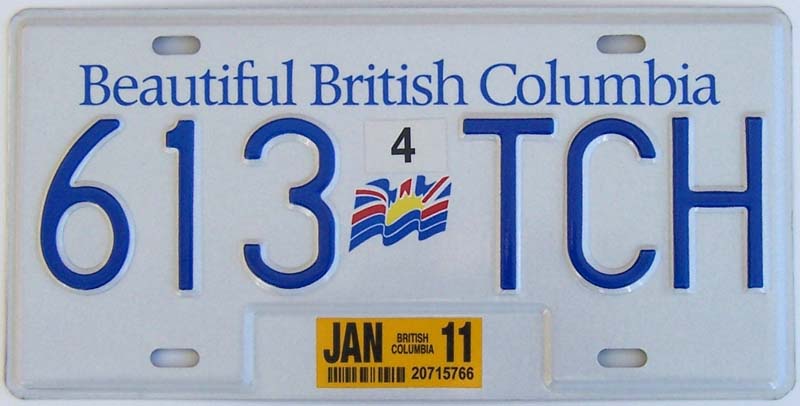 Beautiful British Columbia
613 4 TCH
JAN BRITISH COLUMBIA 11
20715766